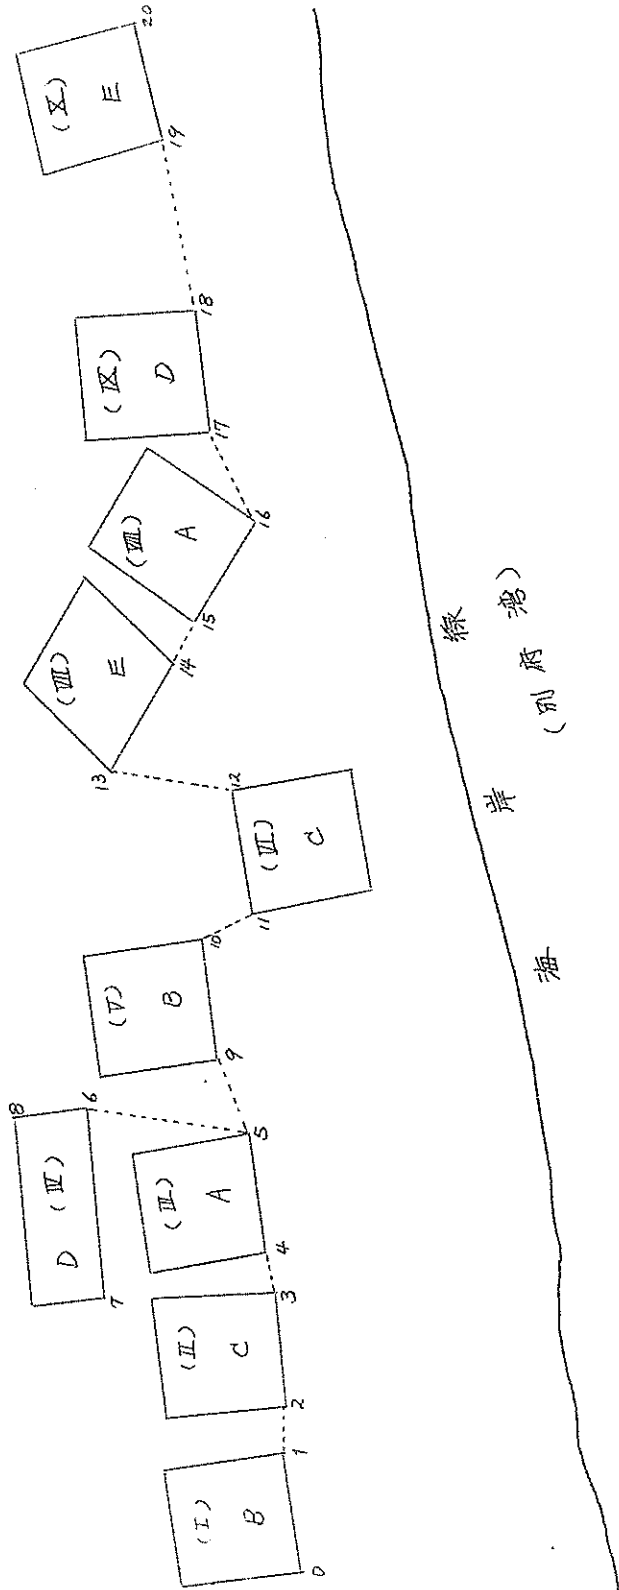 (I)
B
0
1
(II)
C
2
3
(III)
A
4
5
D (IV)
6
7
8
(V)
B
9
10
(VI)
C
11
12
(VII)
E
13
14
(VIII)
A
15
16
(IX)
D
17
18
(X)
E
19
20
海岸線
(別府湾)